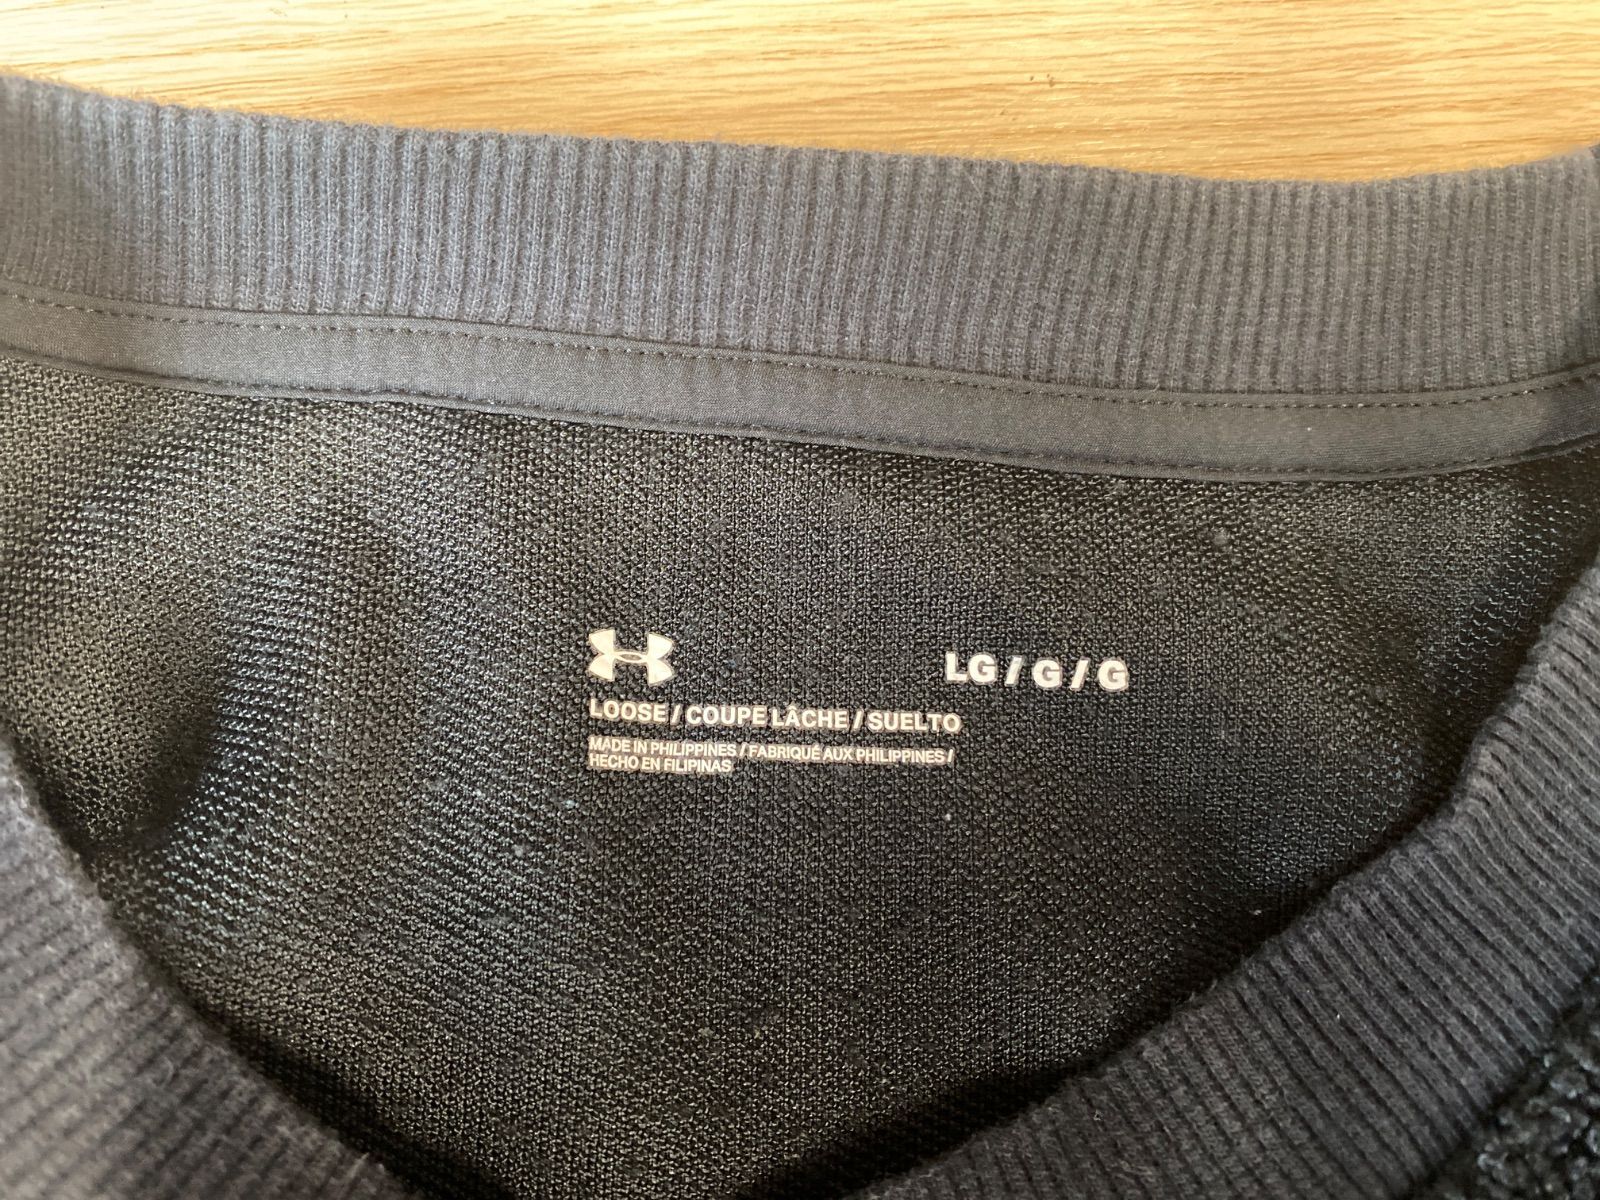 LG / G / G
LOOSE / COUPE LÂCHE / SUELTO
MADE IN PHILIPPINES / FABRIQUÉ AUX PHILIPPINES /
HECHO EN FILIPINAS